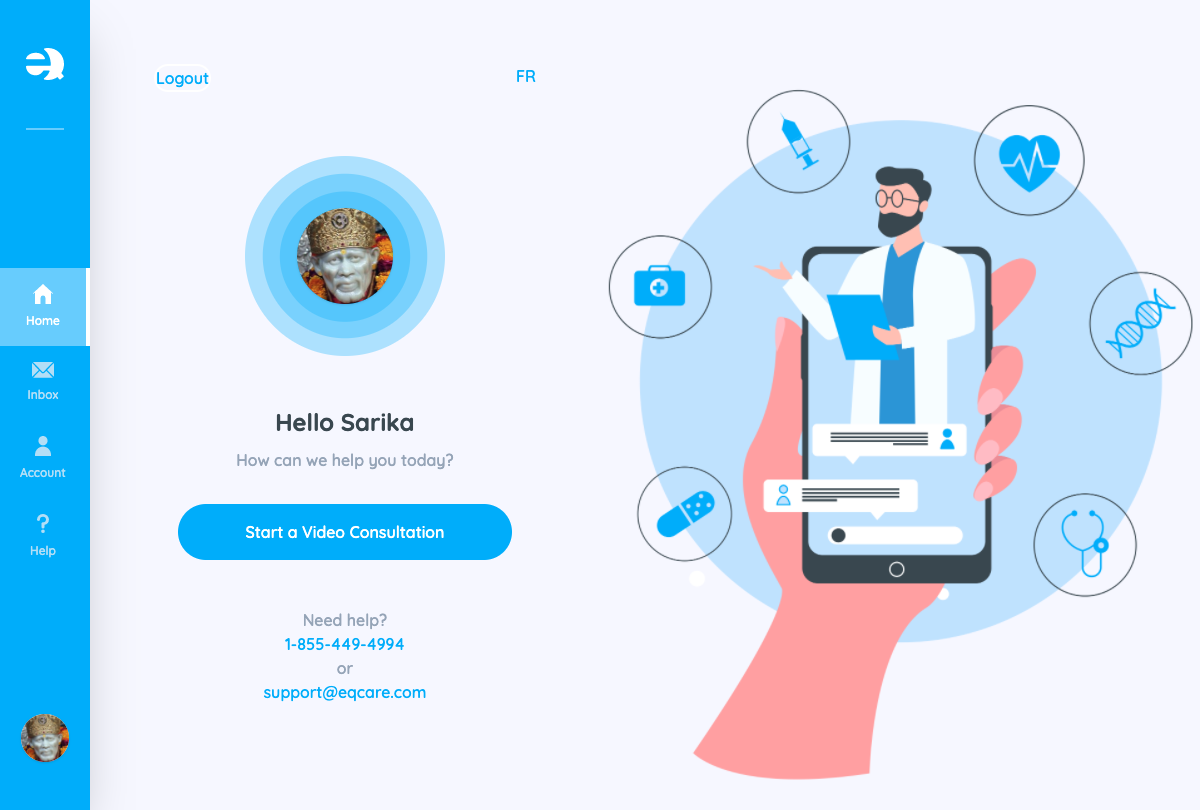 Logout
FR
Home
Inbox
Account
Help
Hello Sarika
How can we help you today?
Start a Video Consultation
Need help?
1-855-449-4994
or
support@eqcare.com